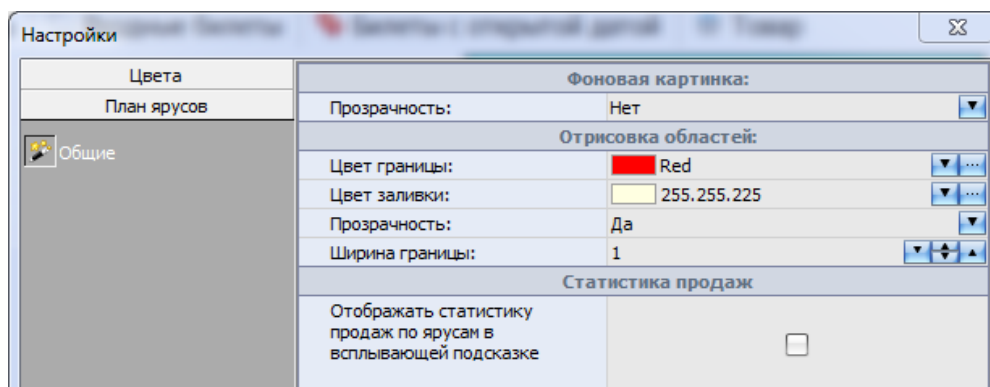 Настройки
Цвета
План ярусов
Общие
Фоновая картинка:
Прозрачность: Нет
Отрисовка областей:
Цвет границы: Red
Цвет заливки: 255.255.225
Прозрачность: Да
Ширина границы: 1
Статистика продаж
Отображать статистику
продаж по ярусам в
всплывающей подсказке